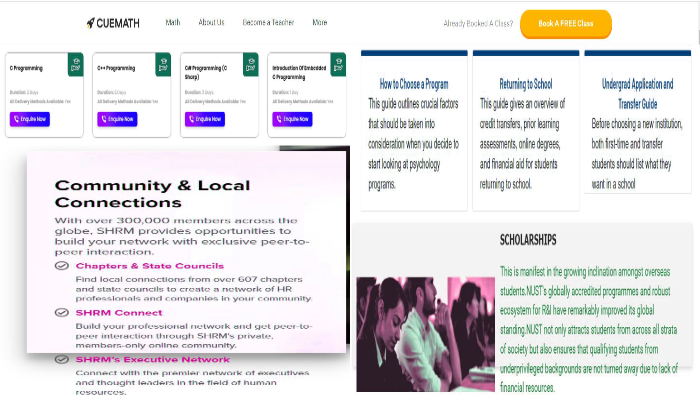 CUEMATH
Math
About Us
Become a Teacher
More
Already Booked A Class?
Book A FREE Class
C Programming
Duration: 2 Days
All Delivery Methods Available: Yes
Enquire Now
C++ Programming
Duration: 2 Days
All Delivery Methods Available: Yes
Enquire Now
C# Programming (C
Sharp)
Duration: 3 Days
All Delivery Methods Available: Yes
Enquire Now
Introduction Of Embedded
C Programming
All Delivery Methods Available: Yes
Enquire Now
How to Choose a Program
This guide outlines crucial factors
that should be taken into
consideration when you decide to
start looking at psychology
programs.
Returning to School
This guide gives an overview of
credit transfers, prior learning
assessments, online degrees,
and financial aid for students
returning to school.
Undergrad Application and
Transfer Guide
Before choosing a new institution,
both first-time and transfer
students should list what they
want in a school
Community & Local
Connections
With over 300,000 members across the
globe, SHRM provides opportunities to
build your network with exclusive peer-to-
peer interaction.
Chapters & State Councils
Find local connections from over 607 chapters
and state councils to create a network of HR
professionals and companies in your community.
SHRM Connect
Build your professional network and get peer-to-
peer interaction through SHRM's private,
members-only online community.
SHRM's Executive Network
Connect with the premier network of executives
and thought leaders in the field of human
resources.
SCHOLARSHIPS
This is manifest in the growing inclination amongst overseas
students.NUST's globally accredited programmes and robust
ecosystem for R&I have remarkably improved its global
standing.NUST not only attracts students from across all strata
of society but also ensures that qualifying students from
underprivileged backgrounds are not turned away due to lack of
financial resources.